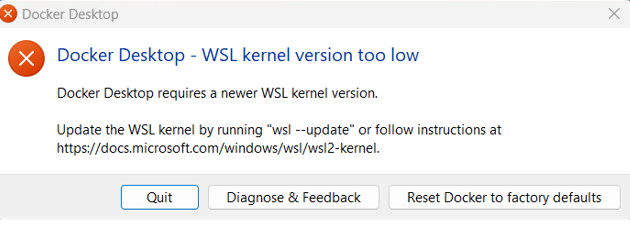 Docker Desktop
Docker Desktop - WSL kernel version too low
Docker Desktop requires a newer WSL kernel version.
Update the WSL kernel by running "wsl --update" or follow instructions at
https://docs.microsoft.com/windows/wsl/wsl2-kernel.
Quit
Diagnose & Feedback
Reset Docker to factory defaults